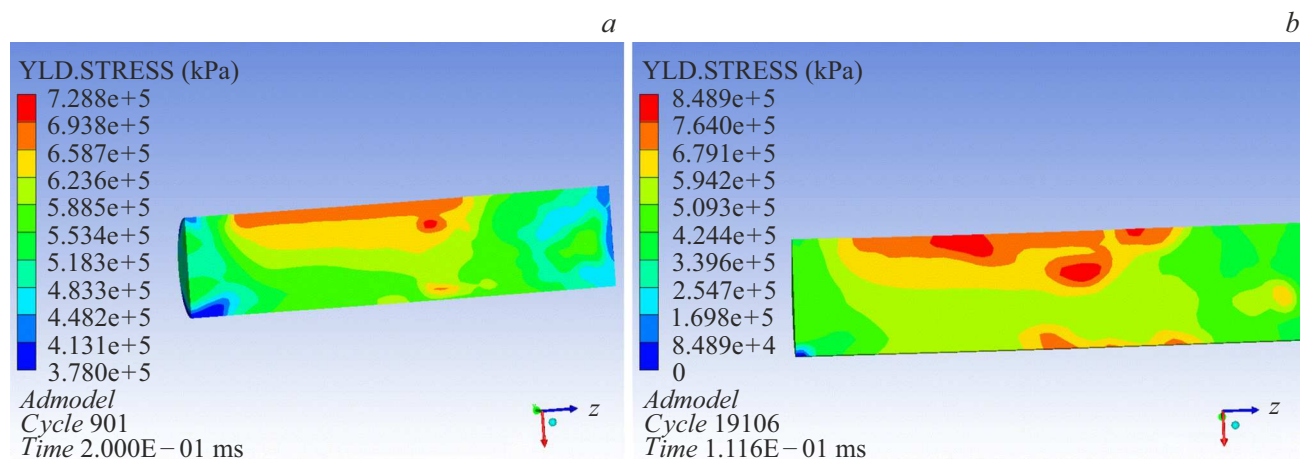 a
YLD.STRESS (kPa)
7.288e+5
6.938e+5
6.587e+5
6.236e+5
5.885e+5
5.534e+5
5.183e+5
4.833e+5
4.482e+5
4.131e+5
3.780e+5
Admodel
Cycle 901
Time 2.000E−01 ms
z
b
YLD.STRESS (kPa)
8.489e+5
7.640e+5
6.791e+5
5.942e+5
5.093e+5
4.244e+5
3.396e+5
2.547e+5
1.698e+5
8.489e+4
0
Admodel
Cycle 19106
Time 1.116E−01 ms
z